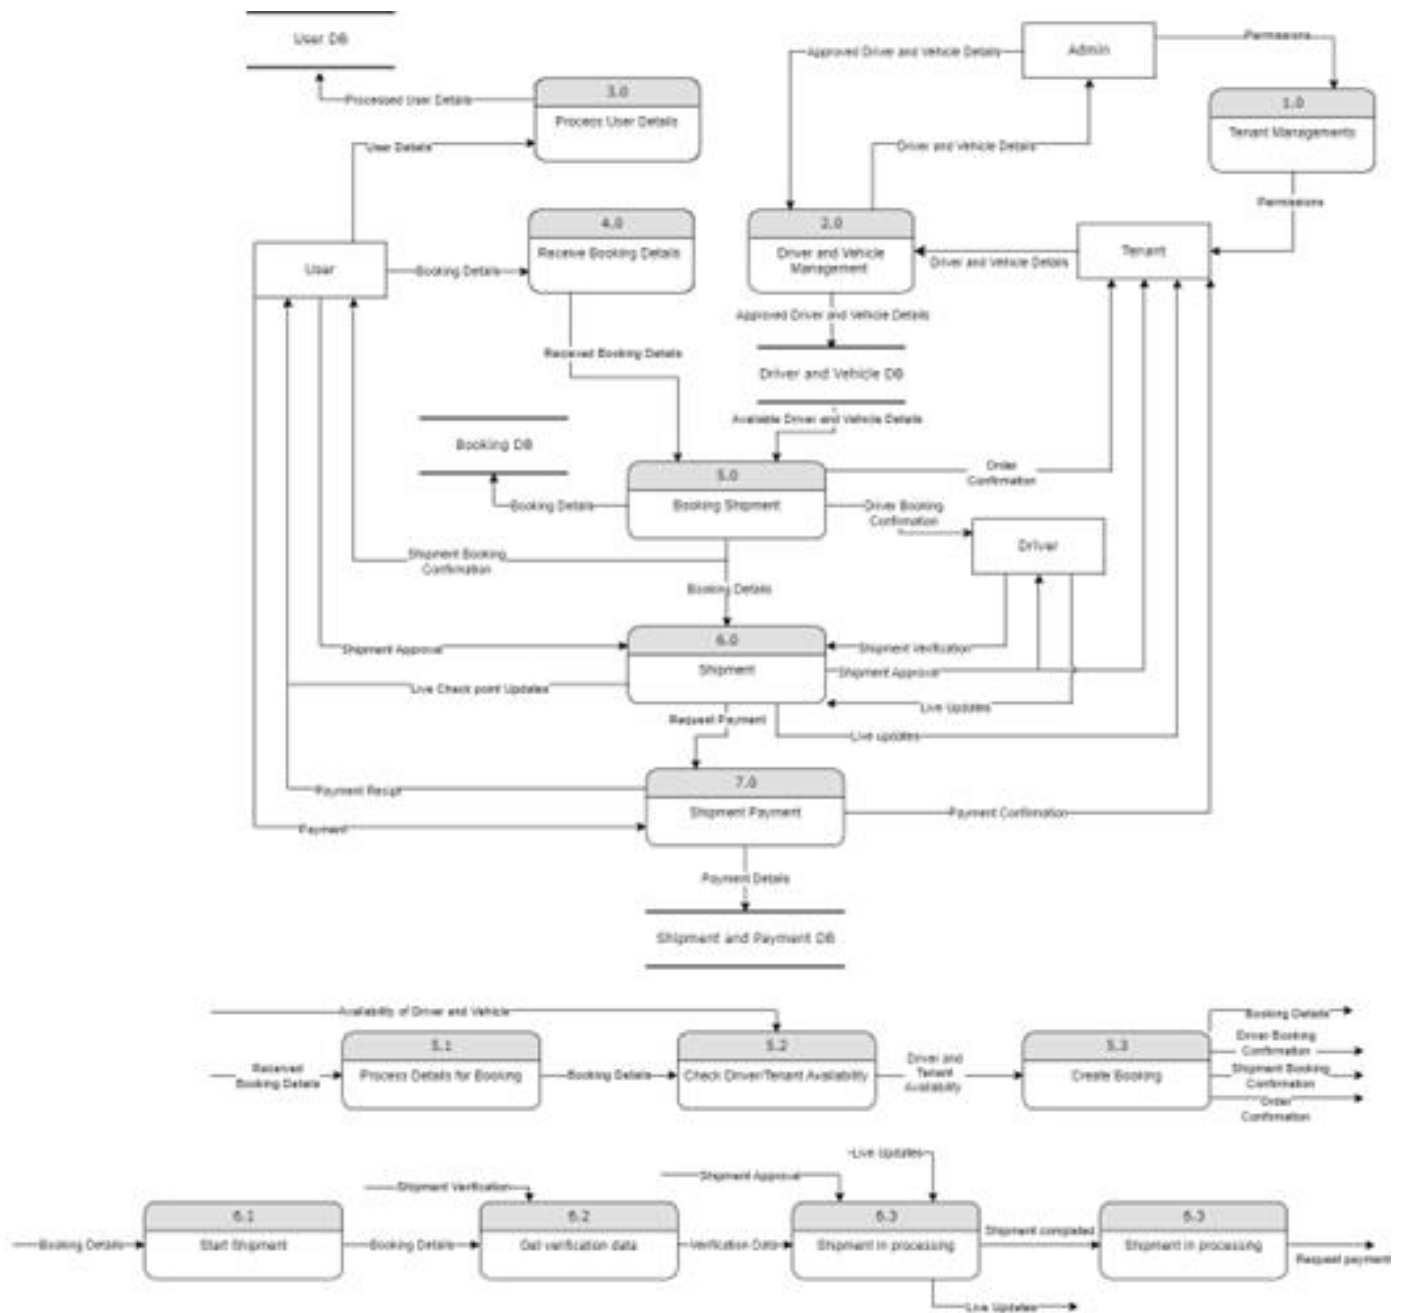 User DB
Admin
Permissions
Approved Driver and Vehicle Details
3.0
Process User Details
Processed User Details
1.0
Tenant Managements
User Details
Driver and Vehicle Details
Permissions
4.0
Receive Booking Details
2.0
Driver and Vehicle
Management
Tenant
User
Booking Details
Driver and Vehicle Details
Approved Driver and Vehicle Details
Received Booking Details
Driver and Vehicle DB
Available Driver and Vehicle Details
Booking DB
5.0
Booking Shipment
Order
Confirmation
Booking Details
Driver Booking
Confirmation
Driver
Shipment Booking
Confirmation
Booking Details
6.0
Shipment
Shipment Approval
Shipment Verification
Shipment Approval
Live Check point Updates
Live Updates
Request Payment
Live updates
7.0
Shipment Payment
Payment Recipt
Payment Confirmation
Payment
Payment Details
Shipment and Payment DB
Availability of Driver and Vehicle
Booking Details
5.1
Process Details for Booking
5.2
Check Driver/Tenant Availability
5.3
Create Booking
Received
Booking Details
Booking Details
Driver and
Tenant
Availability
Driver Booking
Confirmation
Shipment Booking
Confirmation
Order
Confirmation
Live Updates
Shipment Approval
Shipment Verification
6.1
Start Shipment
6.2
Get verification data
6.3
Shipment in processing
6.3
Shipment in processing
Booking Details
Booking Details
Verification Data
Shipment completed
Request payment
Live Updates